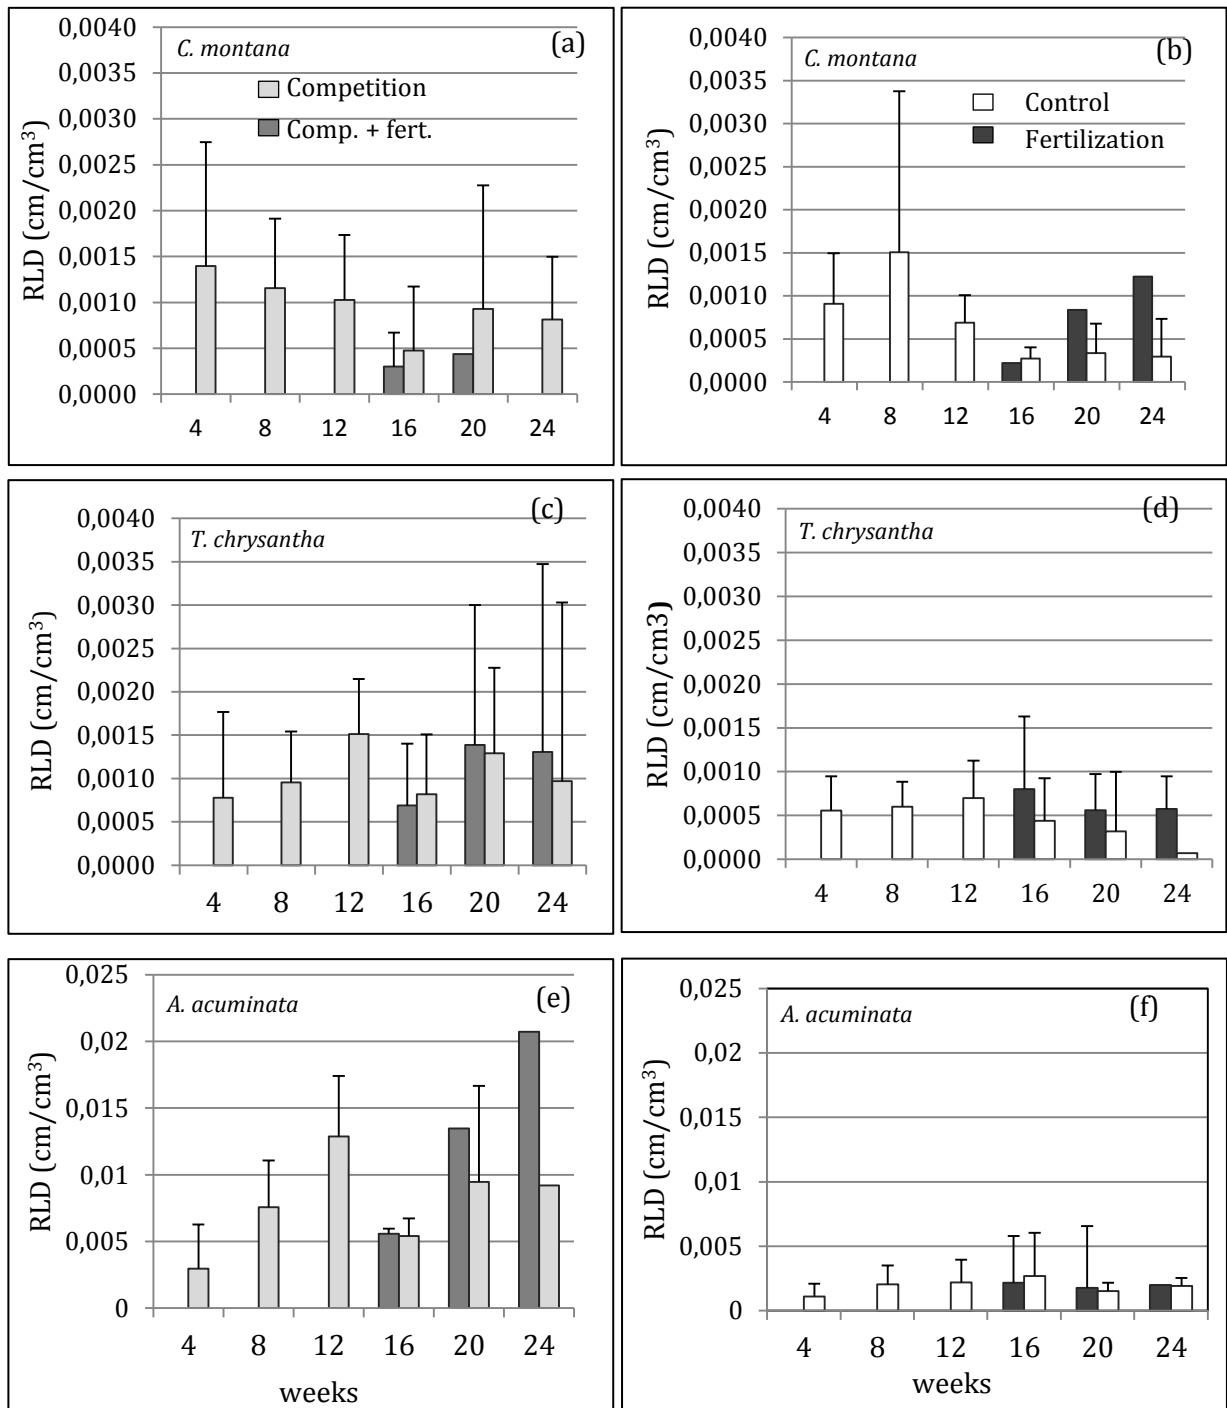 (a)
C. montana
Competition
Comp. + fert.
RLD (cm/cm³)
0,0040
0,0035
0,0030
0,0025
0,0020
0,0015
0,0010
0,0005
0,0000
4 8 12 16 20 24
(b)
C. montana
Control
Fertilization
RLD (cm/cm³)
0,0040
0,0035
0,0030
0,0025
0,0020
0,0015
0,0010
0,0005
0,0000
4 8 12 16 20 24
(c)
T. chrysantha
RLD (cm/cm³)
0,0040
0,0035
0,0030
0,0025
0,0020
0,0015
0,0010
0,0005
0,0000
4 8 12 16 20 24
(d)
T. chrysantha
RLD (cm/cm3)
0,0040
0,0035
0,0030
0,0025
0,0020
0,0015
0,0010
0,0005
0,0000
4 8 12 16 20 24
(e)
A. acuminata
RLD (cm/cm³)
0,025
0,02
0,015
0,01
0,005
0
4 8 12 16 20 24
weeks
(f)
A. acuminata
RLD (cm/cm³)
0,025
0,02
0,015
0,01
0,005
0
4 8 12 16 20 24
weeks